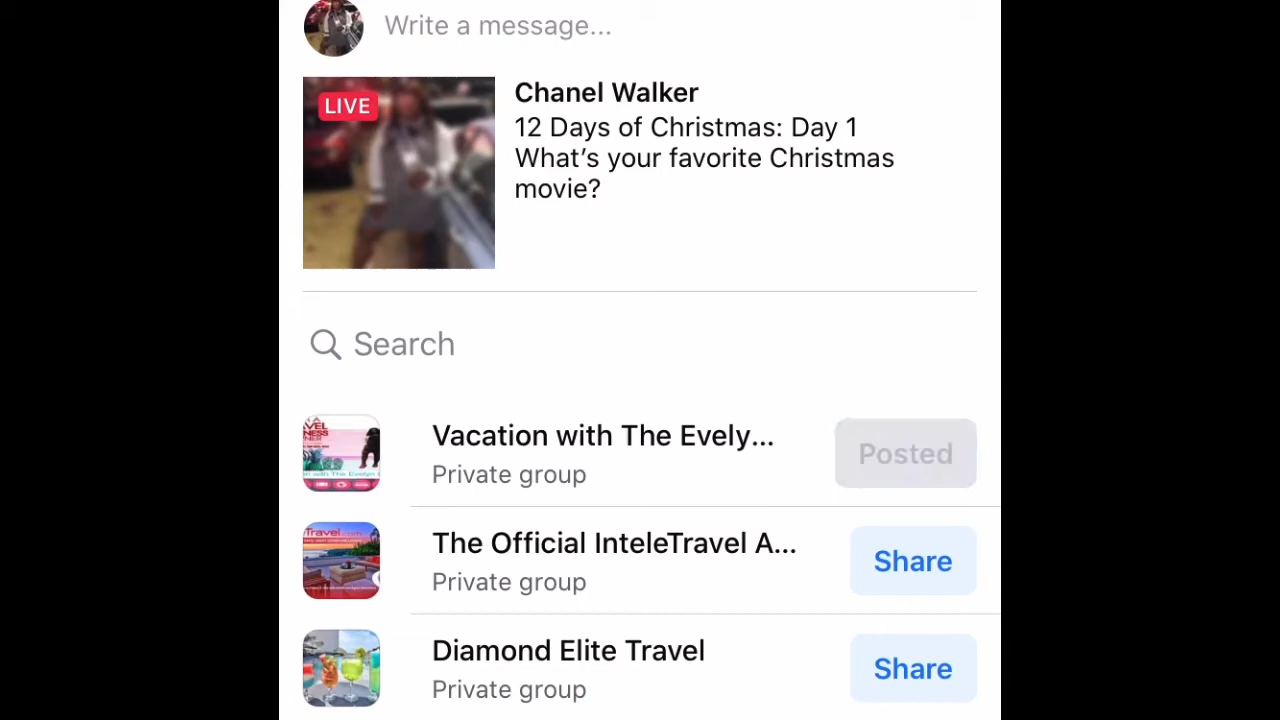 Write a message...
LIVE
Chanel Walker
12 Days of Christmas: Day 1
What’s your favorite Christmas
movie?
Search
Vacation with The Evely...
Private group
Posted
The Official InteleTravel A...
Private group
Share
Diamond Elite Travel
Private group
Share